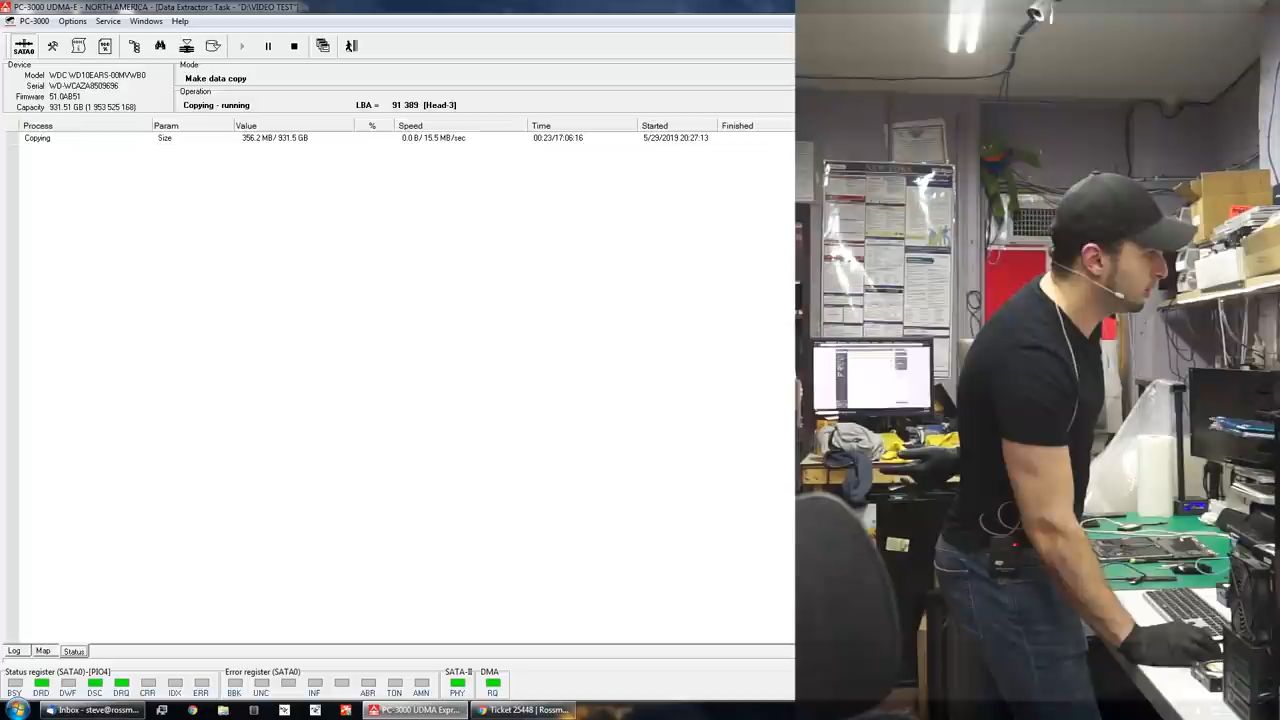 PC-3000 UDMA-E - NORTH AMERICA - [Data Extractor : Task - "D:\VIDEO TEST"]
PC-3000 Options Service Windows Help
SATA0
Device
Model WDC WD10EARS-00MVWB0
Serial WD-WCAZA8509696
Firmware 51.0AB51
Capacity 931.51 GB (1 953 525 168)
Mode
Make data copy
Operation
Copying - running LBA = 91 389 [Head-3]
Process Param Value % Speed Time Started Finished
Copying Size 356.2 MB/ 931.5 GB 0.0 B/ 15.5 MB/sec 00:23/17:06:16 5/29/2019 20:27:13
NEW YORK
Log Map Status
Status register (SATA0)-[PIO4] Error register (SATA0) SATA-II DMA
BSY DRD DWF DSC DRQ CRR IDX ERR BBK UNC INF ABR TON AMN PHY RQ
Inbox - steve@rossm... PC-3000 UDMA Expr... Ticket 25448 | Rossm...